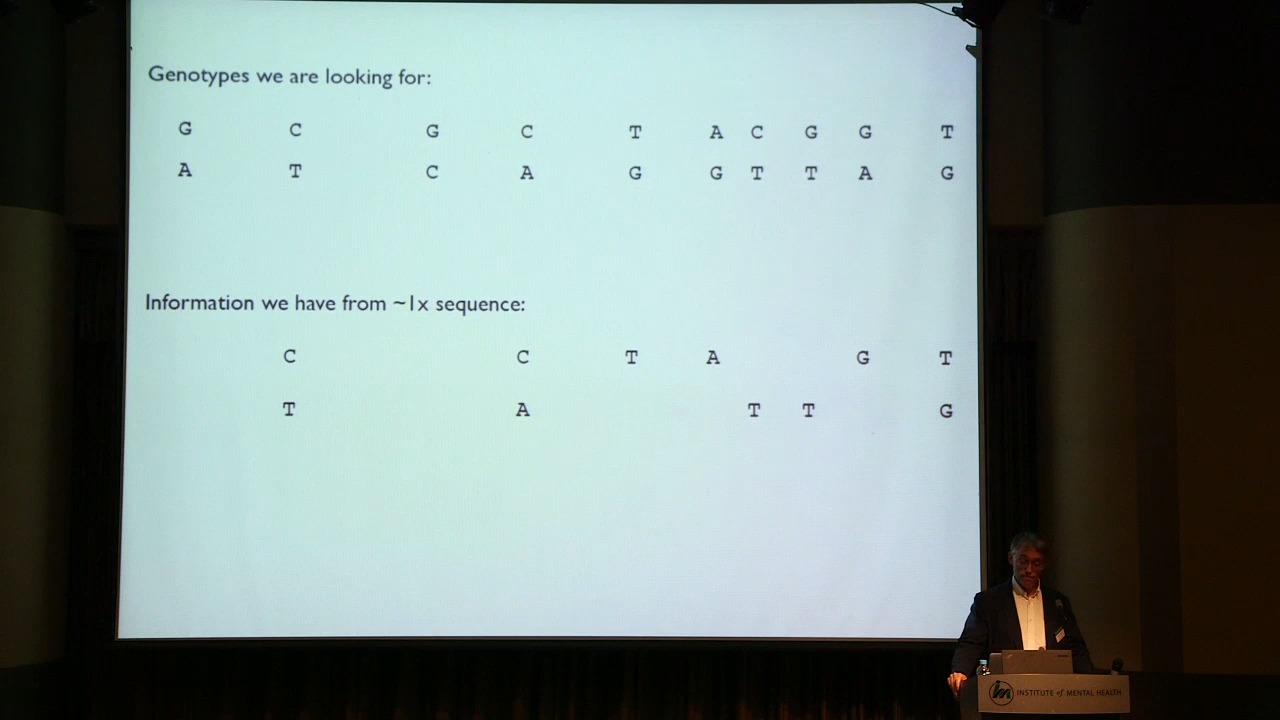 Genotypes we are looking for:
G C G C T A C G G T
A T C A G G T T A G
Information we have from ~1x sequence:
C C T A G T
T A T T G
INSTITUTE of MENTAL HEALTH